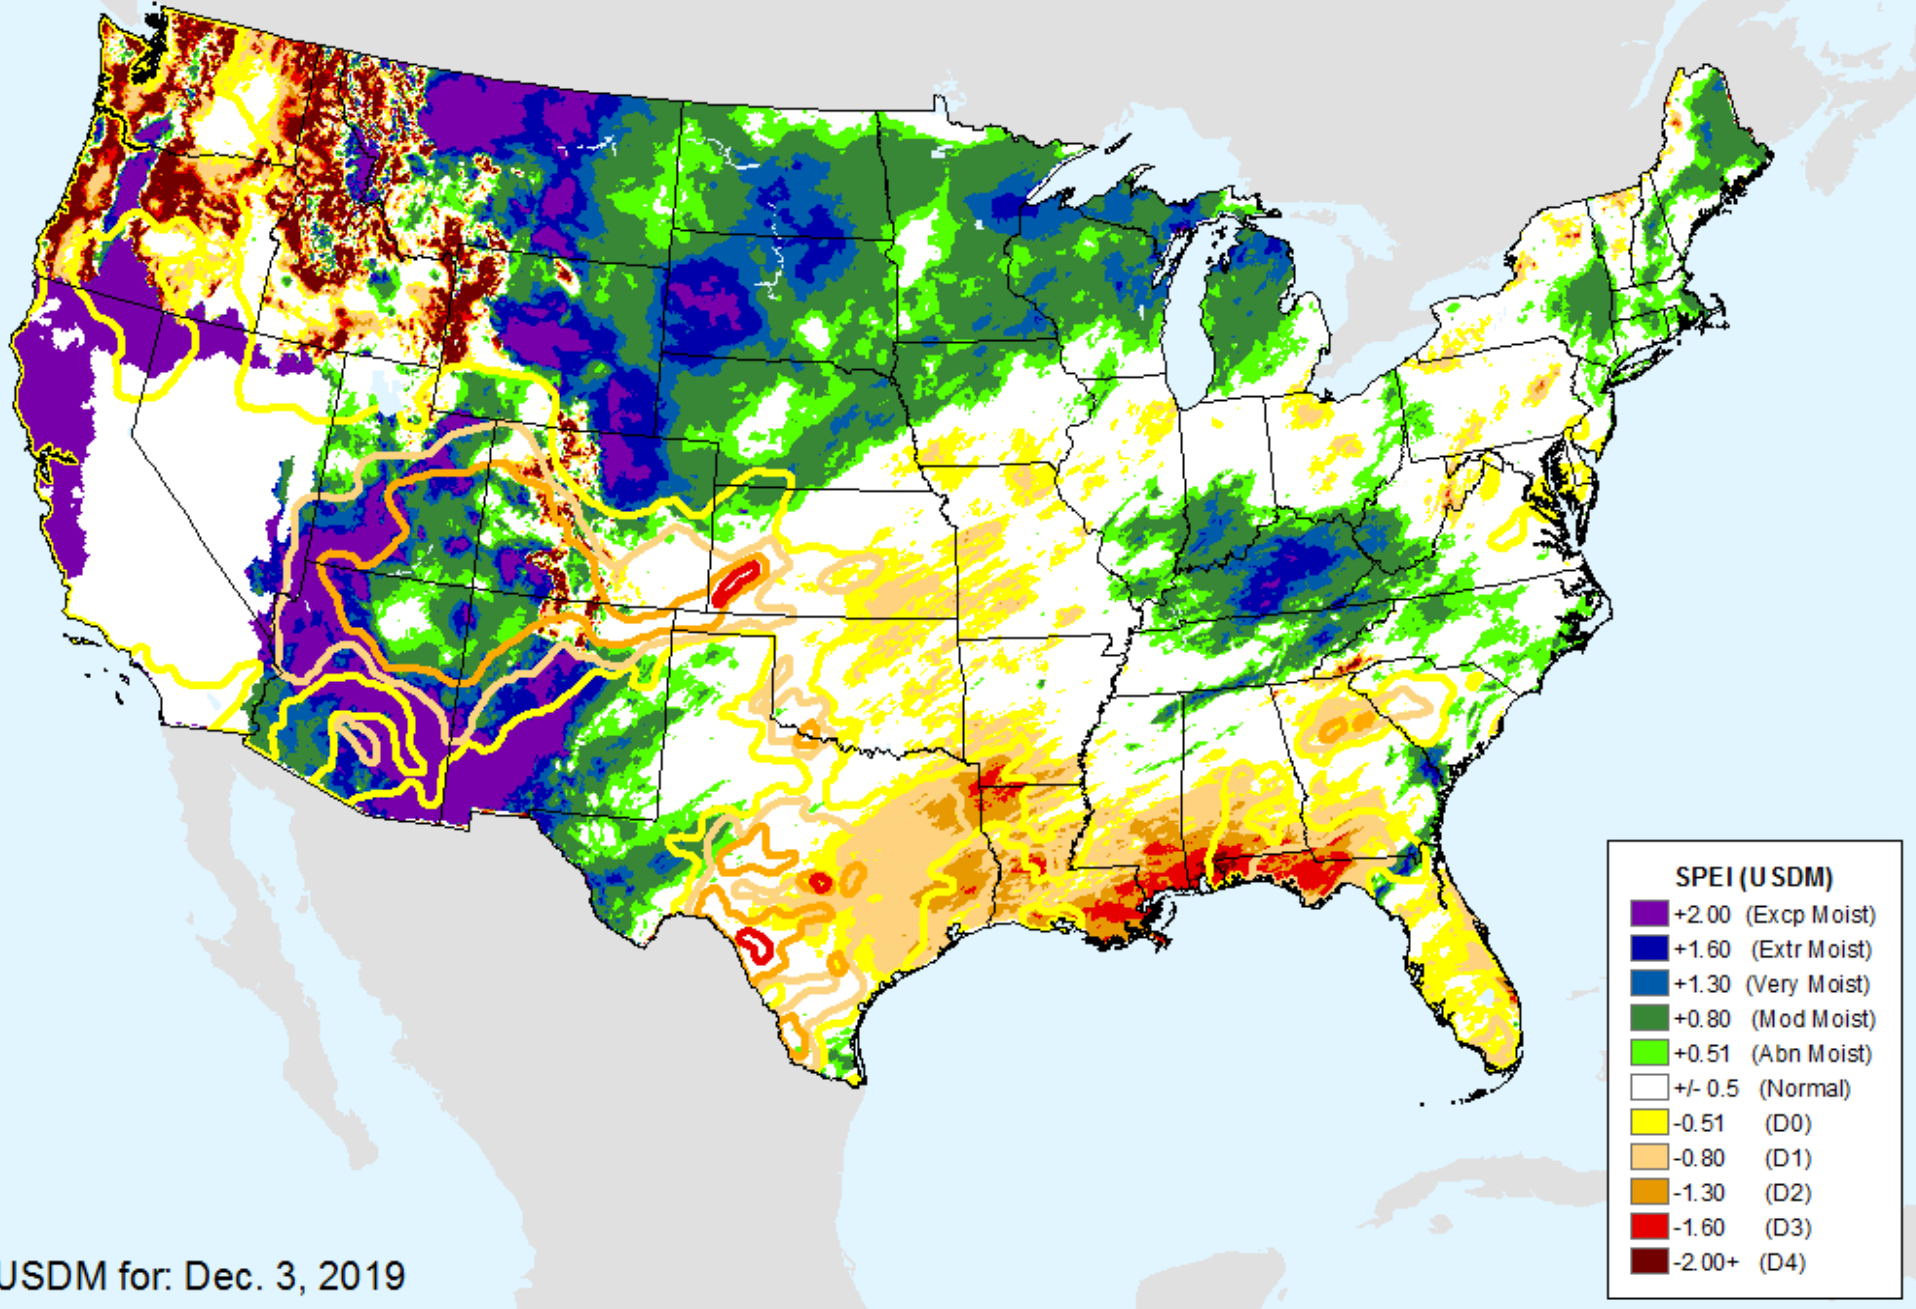 SPEI (USDM)
+2.00 (Excp Moist)
+1.60 (Extr Moist)
+1.30 (Very Moist)
+0.80 (Mod Moist)
+0.51 (Abn Moist)
+/- 0.5 (Normal)
-0.51 (D0)
-0.80 (D1)
-1.30 (D2)
-1.60 (D3)
-2.00+ (D4)
USDM for: Dec. 3, 2019